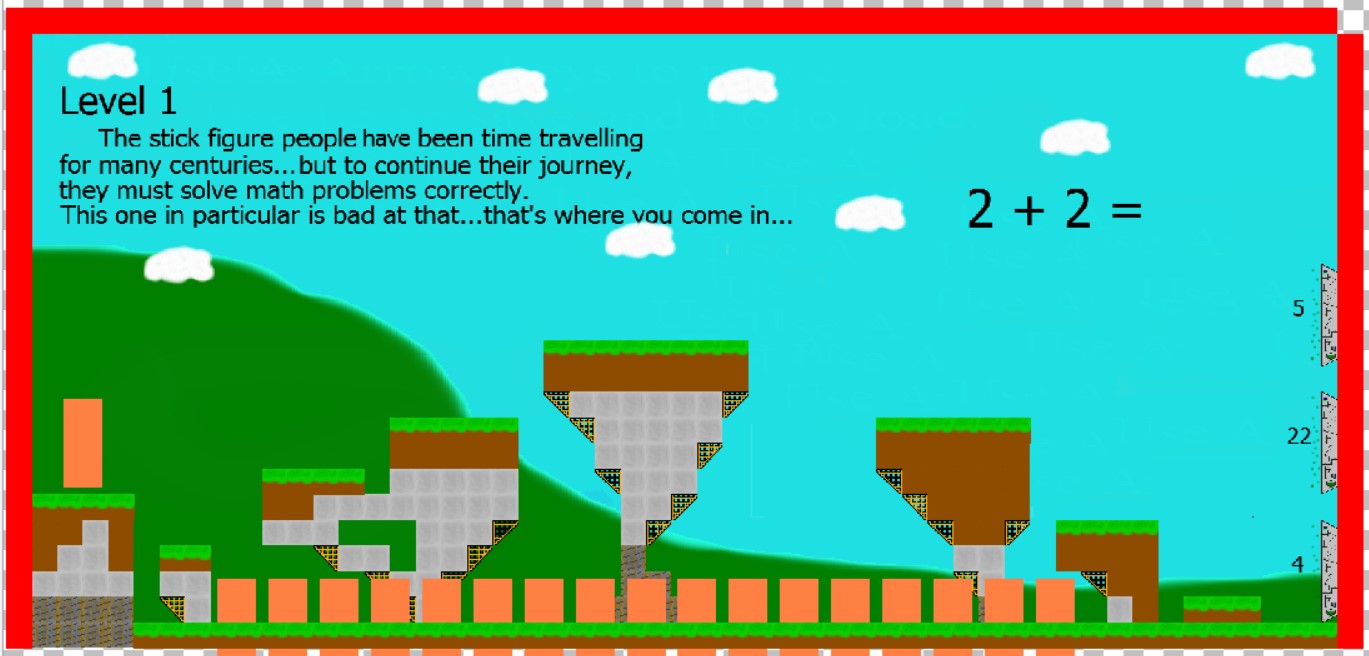 Level 1
The stick figure people have been time travelling
for many centuries...but to continue their journey,
they must solve math problems correctly.
This one in particular is bad at that...that's where you come in...
2 + 2 =
5
22
4